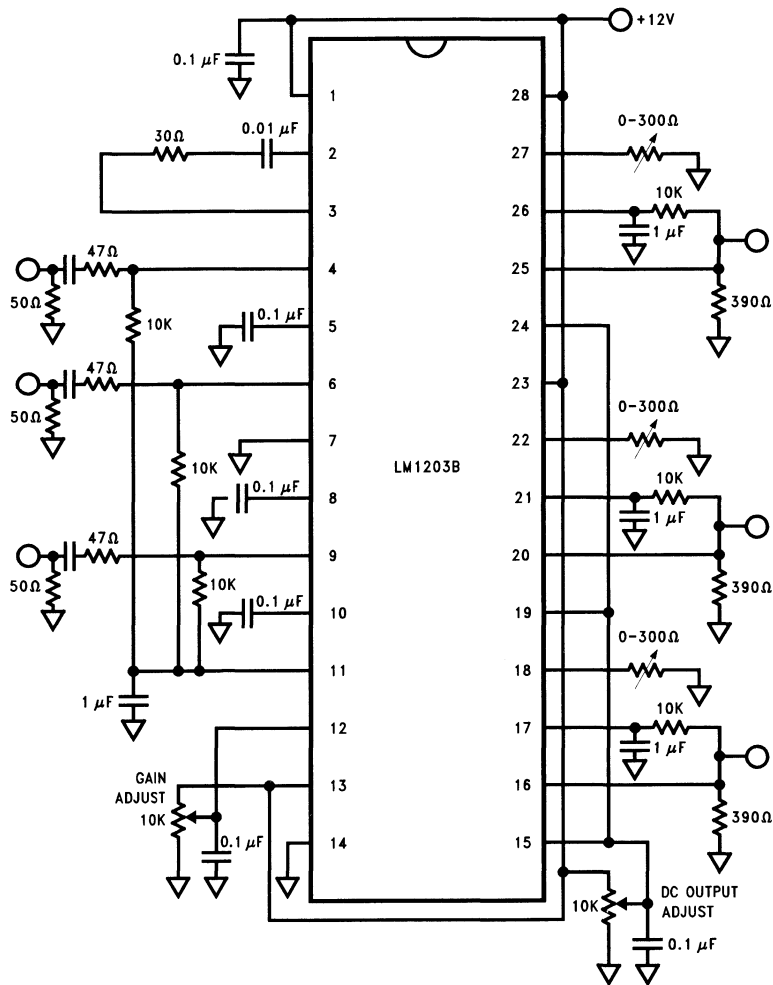 +12V
0.1 μF
1
28
30Ω
0.01 μF
2
27
0-300Ω
3
26
10K
1 μF
47Ω
4
25
50Ω
10K
390Ω
0.1 μF
5
24
47Ω
6
23
50Ω
0-300Ω
7
22
10K
LM1203B
10K
0.1 μF
8
21
1 μF
47Ω
9
20
50Ω
10K
390Ω
0.1 μF
10
19
0-300Ω
11
18
1 μF
10K
12
17
1 μF
GAIN
ADJUST
10K
13
16
0.1 μF
390Ω
14
15
10K
DC OUTPUT
ADJUST
0.1 μF